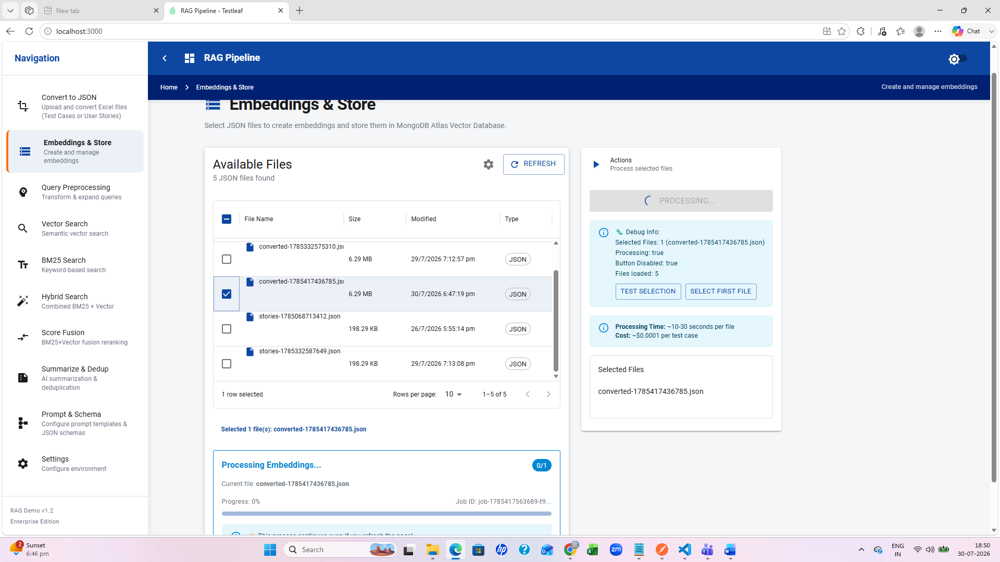 New tab
RAG Pipeline - Testleaf
localhost:3000
Chat
Navigation
RAG Pipeline
Home
Embeddings & Store
Create and manage embeddings
Convert to JSON
Upload and convert Excel files
(Test Cases or User Stories)
Embeddings & Store
Create and manage
embeddings
Query Preprocessing
Transform & expand queries
Vector Search
Semantic vector search
BM25 Search
Keyword-based search
Hybrid Search
Combined BM25 + Vector
Score Fusion
BM25+Vector fusion reranking
Summarize & Dedup
AI summarization &
deduplication
Prompt & Schema
Configure prompt templates &
JSON schemas
Settings
Configure environment
RAG Demo v1.2
Enterprise Edition
Embeddings & Store
Select JSON files to create embeddings and store them in MongoDB Atlas Vector Database.
Available Files
5 JSON files found
REFRESH
File Name Size Modified Type
converted-1785332575310.jso 6.29 MB 29/7/2026 7:12:57 pm JSON
converted-1785417436785.jso 6.29 MB 30/7/2026 6:47:19 pm JSON
stories-1785068713412.json 198.29 KB 26/7/2026 5:55:14 pm JSON
stories-1785332587649.json 198.29 KB 29/7/2026 7:13:08 pm JSON
1 row selected Rows per page: 10 1–5 of 5
Selected 1 file(s): converted-1785417436785.json
Processing Embeddings...
0/1
Current file: converted-1785417436785.json
Progress: 0% Job ID: job-1785417563689-t9...
This process continues even if you refresh the page!
Actions
Process selected files
PROCESSING...
Debug Info:
Selected Files: 1 (converted-1785417436785.json)
Processing: true
Button Disabled: true
Files loaded: 5
TEST SELECTION SELECT FIRST FILE
Processing Time: ~10-30 seconds per file
Cost: ~$0.0001 per test case
Selected Files
converted-1785417436785.json
2
Sunset
6:46 pm
Search
hp
zm
ENG
IN
18:50
30-07-2026